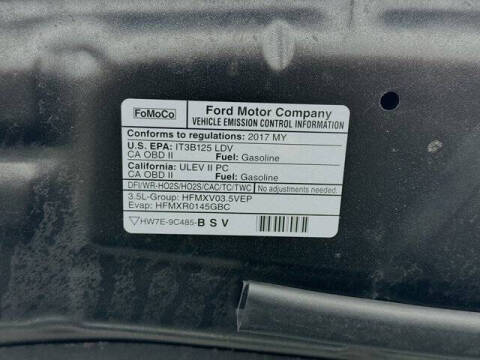 FoMoCo
Ford Motor Company
VEHICLE EMISSION CONTROL INFORMATION
Conforms to regulations: 2017 MY
U.S. EPA: IT3B125 LDV
CA OBD II Fuel: Gasoline
California: ULEV II PC
CA OBD II Fuel: Gasoline
DFI/WR-HO2S/HO2S/CAC/TC/TWC No adjustments needed.
3.5L-Group: HFMXV03.5VEP
Evap: HFMXR0145GBC
HW7E-9C485-BSV